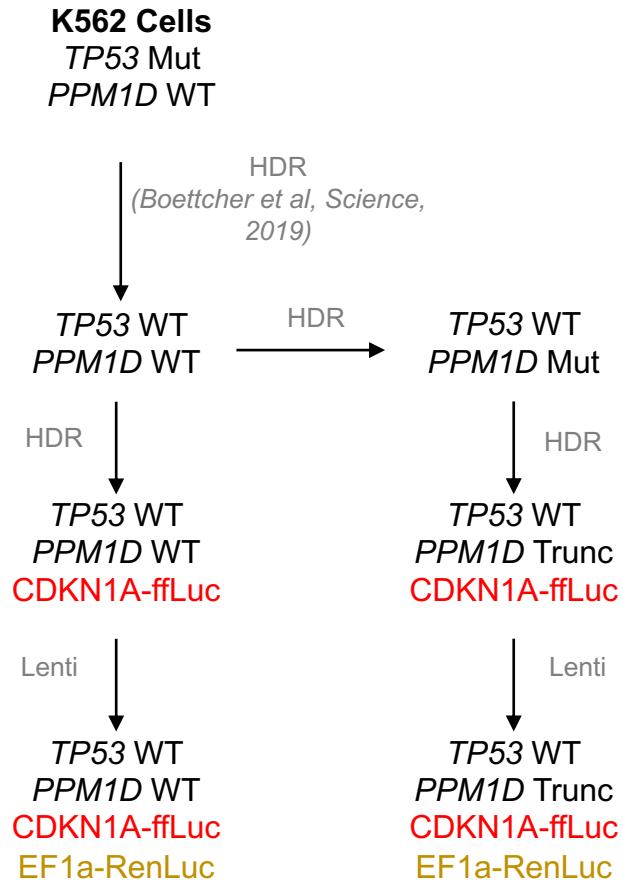 K562 Cells
TP53 Mut
PPM1D WT
HDR
(Boettcher et al, Science,
2019)
TP53 WT
PPM1D WT
HDR
TP53 WT
PPM1D Mut
HDR
HDR
TP53 WT
PPM1D WT
CDKN1A-ffLuc
TP53 WT
PPM1D Trunc
CDKN1A-ffLuc
Lenti
Lenti
TP53 WT
PPM1D WT
CDKN1A-ffLuc
EF1a-RenLuc
TP53 WT
PPM1D Trunc
CDKN1A-ffLuc
EF1a-RenLuc